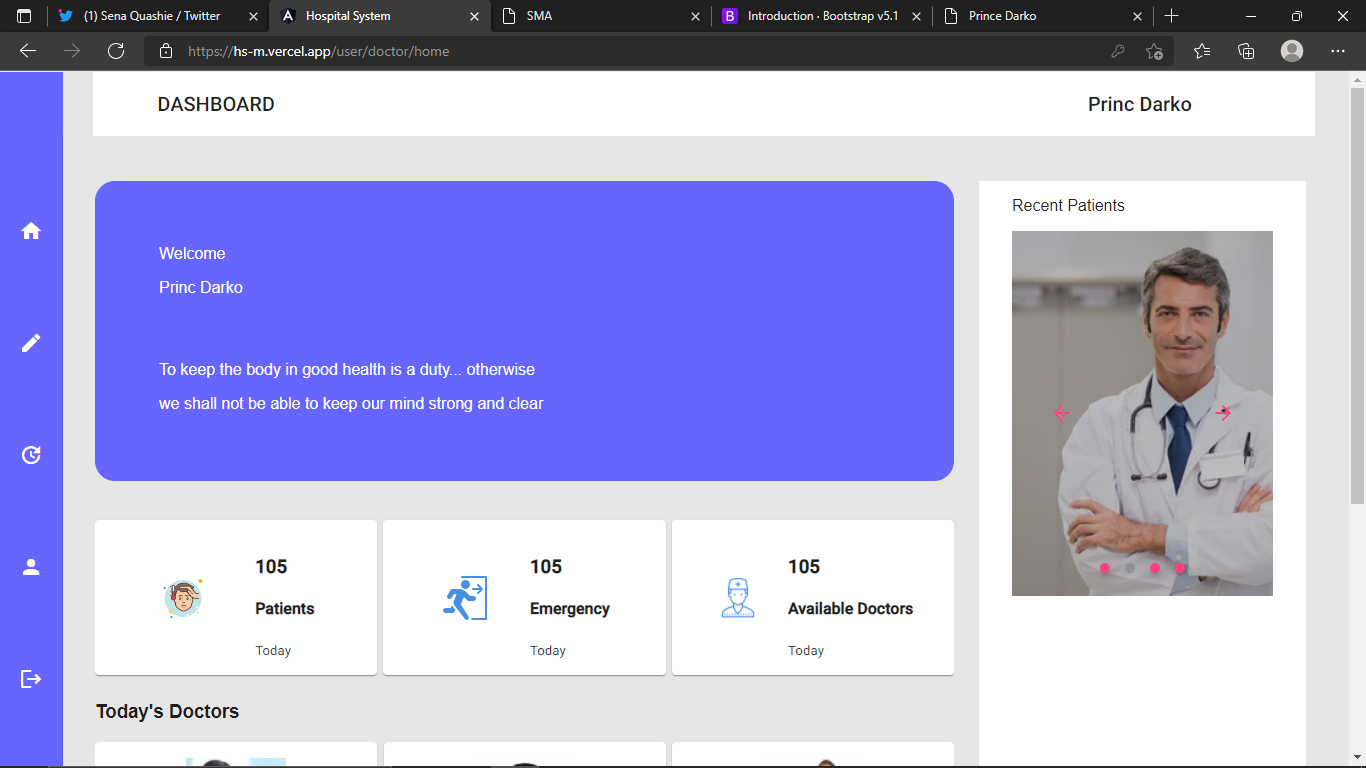 (1) Sena Quashie / Twitter
Hospital System
SMA
B
Introduction · Bootstrap v5.1
Prince Darko
https://hs-m.vercel.app/user/doctor/home
DASHBOARD
Princ Darko
Welcome
Princ Darko
To keep the body in good health is a duty... otherwise
we shall not be able to keep our mind strong and clear
Recent Patients
105
Patients
Today
105
Emergency
Today
105
Available Doctors
Today
Today's Doctors